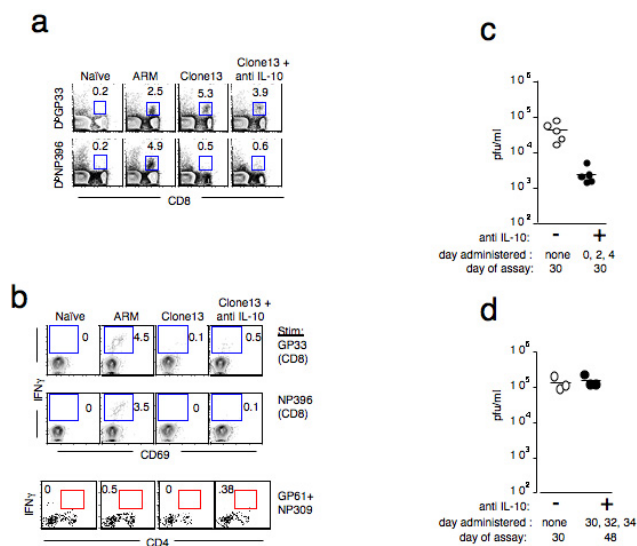 a
Naïve ARM Clone13 Clone13 + anti IL-10
0.2 2.5 5.3 3.9
DbGP33
0.2 4.9 0.5 0.6
DbNP396
CD8
b
Naïve ARM Clone13 Clone13 + anti IL-10
Stim:
0 4.5 0.1 0.5
GP33 (CD8)
IFNγ
0 3.5 0 0.1
NP396 (CD8)
CD69
0 0.5 0 .38
GP61+ NP309
IFNγ
CD4
c
10^6
10^5
10^4
10^3
10^2
pfu/ml
anti IL-10: - +
day administered : none 0, 2, 4
day of assay: 30 30
d
10^6
10^5
10^4
10^3
10^2
pfu/ml
anti IL-10: - +
day administered : none 30, 32, 34
day of assay: 30 48